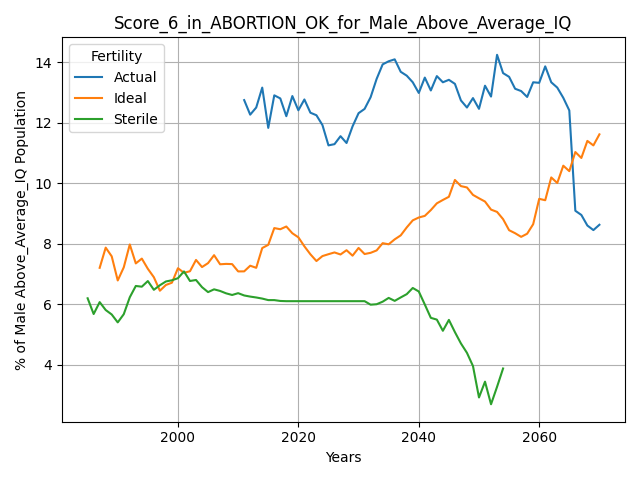 Score_6_in_ABORTION_OK_for_Male_Above_Average_IQ
Fertility
Actual
Ideal
Sterile
% of Male Above_Average_IQ Population
14
12
10
8
6
4
2000
2020
2040
2060
Years